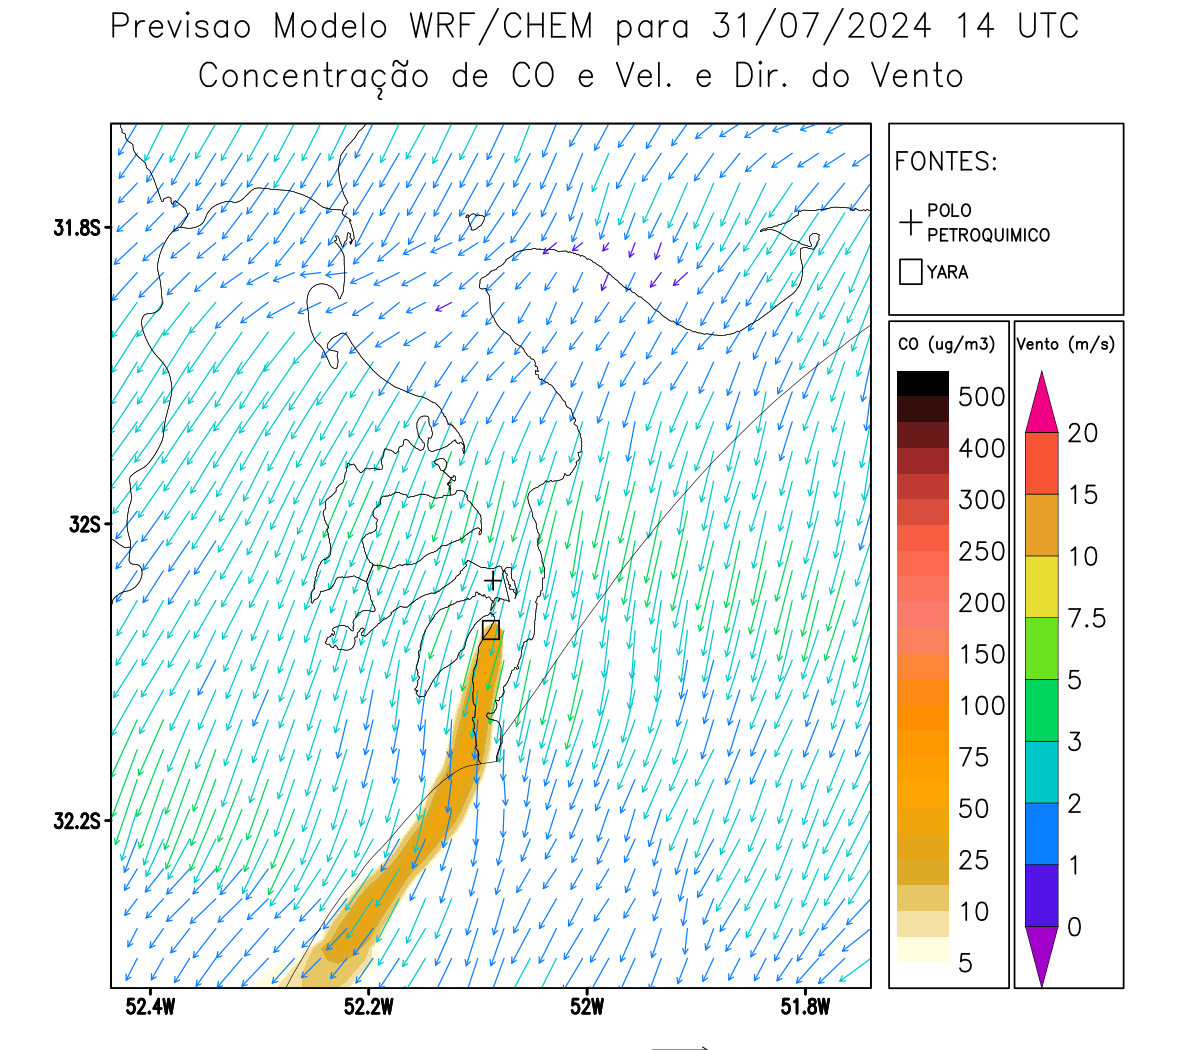 Previsao Modelo WRF/CHEM para 31/07/2024 14 UTC
Concentração de CO e Vel. e Dir. do Vento
FONTES:
POLO
PETROQUIMICO
YARA
CO (ug/m3)
500
400
300
250
200
150
100
75
50
25
10
5
Vento (m/s)
20
15
10
7.5
5
3
2
1
0
31.8S
32S
32.2S
52.4W
52.2W
52W
51.8W